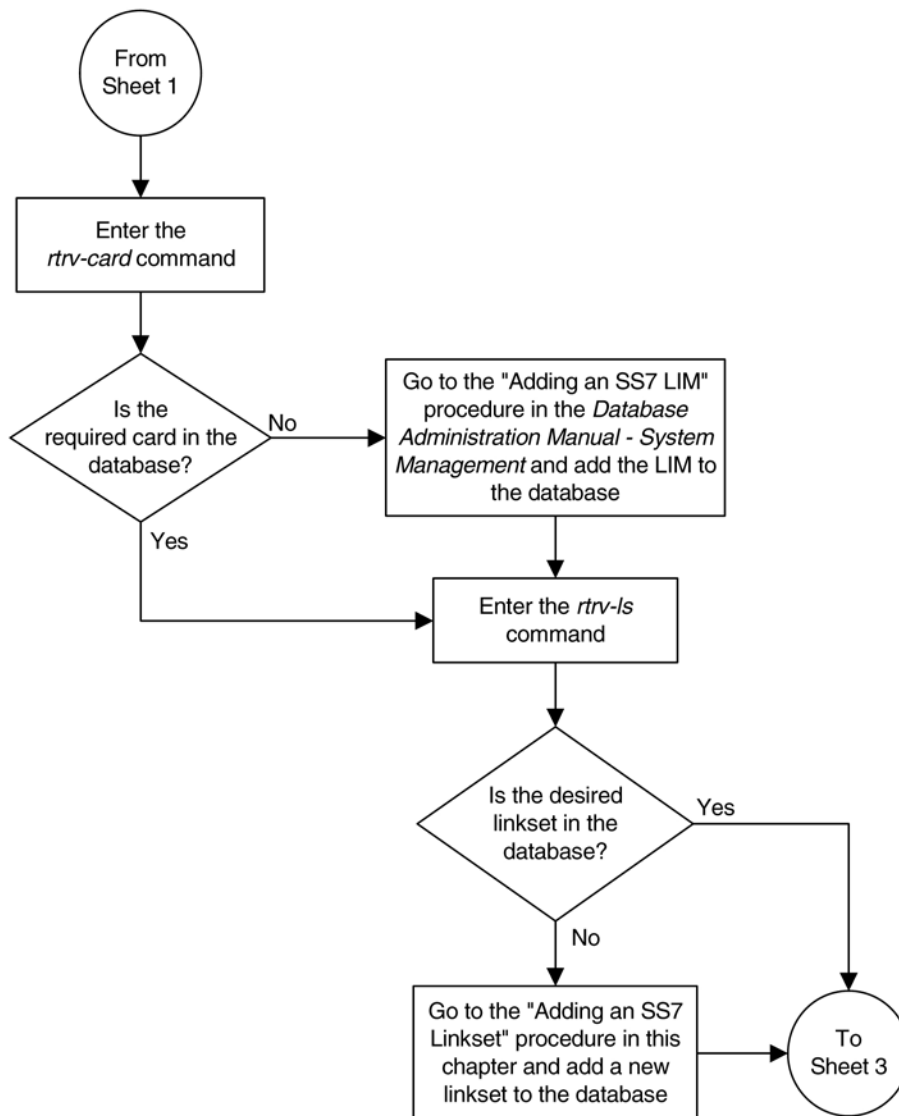 From
Sheet 1
Enter the
rtrv-card command
Is the
required card in the
database?
No
Go to the "Adding an SS7 LIM"
procedure in the Database
Administration Manual - System
Management and add the LIM to
the database
Yes
Enter the rtrv-ls
command
Is the desired
linkset in the
database?
Yes
No
Go to the "Adding an SS7
Linkset" procedure in this
chapter and add a new
linkset to the database
To
Sheet 3